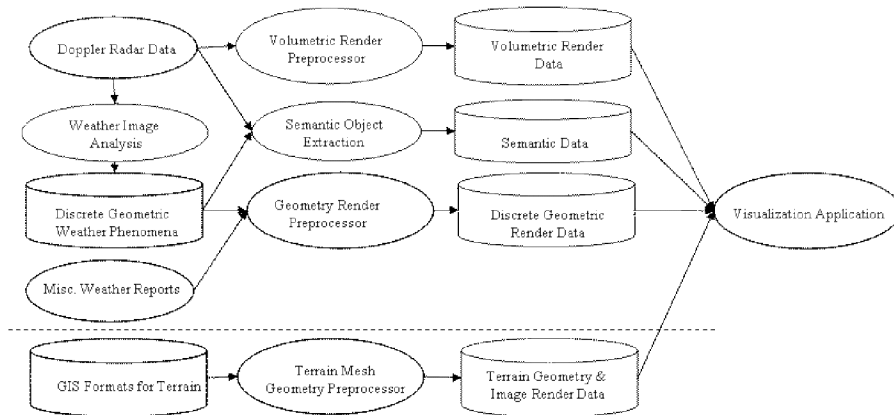 Doppler Radar Data
Volumetric Render
Preprocessor
Volumetric Render
Data
Weather Image
Analysis
Semantic Object
Extraction
Semantic Data
Discrete Geometric
Weather Phenomena
Geometry Render
Preprocessor
Discrete Geometric
Render Data
Visualization Application
Misc. Weather Reports
GIS Formats for Terrain
Terrain Mesh
Geometry Preprocessor
Terrain Geometry &
Image Render Data